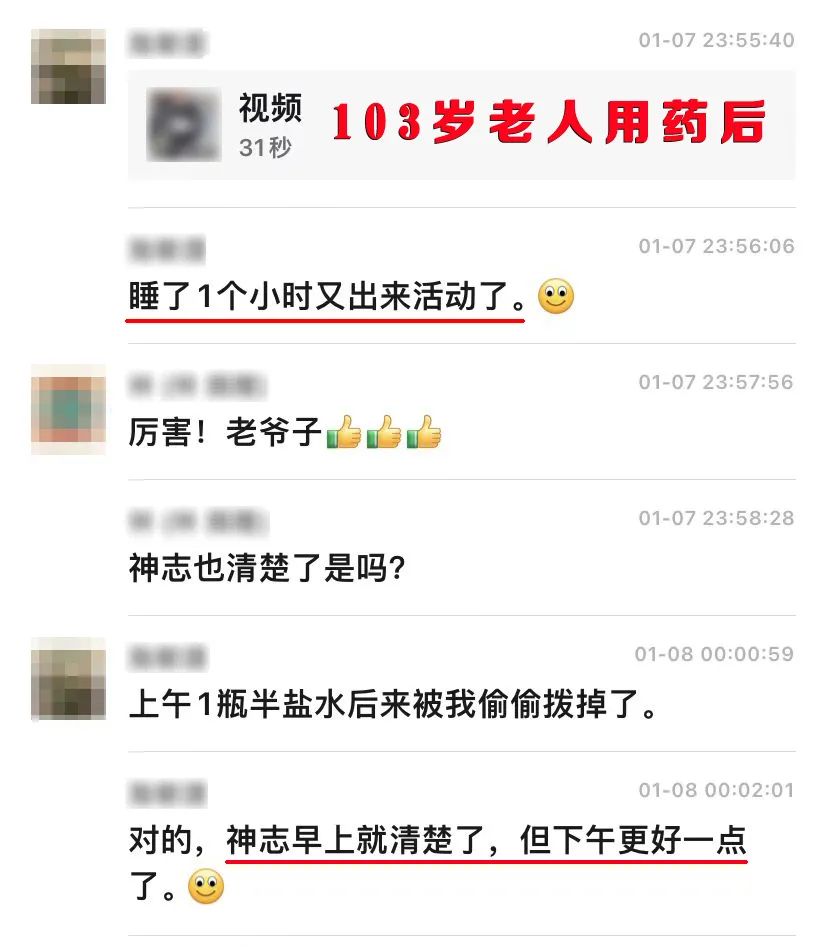 01-07 23:55:40
视频
103岁老人用药后
31秒
01-07 23:56:06
睡了1个小时又出来活动了。
01-07 23:57:56
厉害！老爷子👍👍👍
01-07 23:58:28
神志也清楚了是吗？
01-08 00:00:59
上午1瓶半盐水后来被我偷偷拨掉了。
01-08 00:02:01
对的，神志早上就清楚了，但下午更好一点
了。